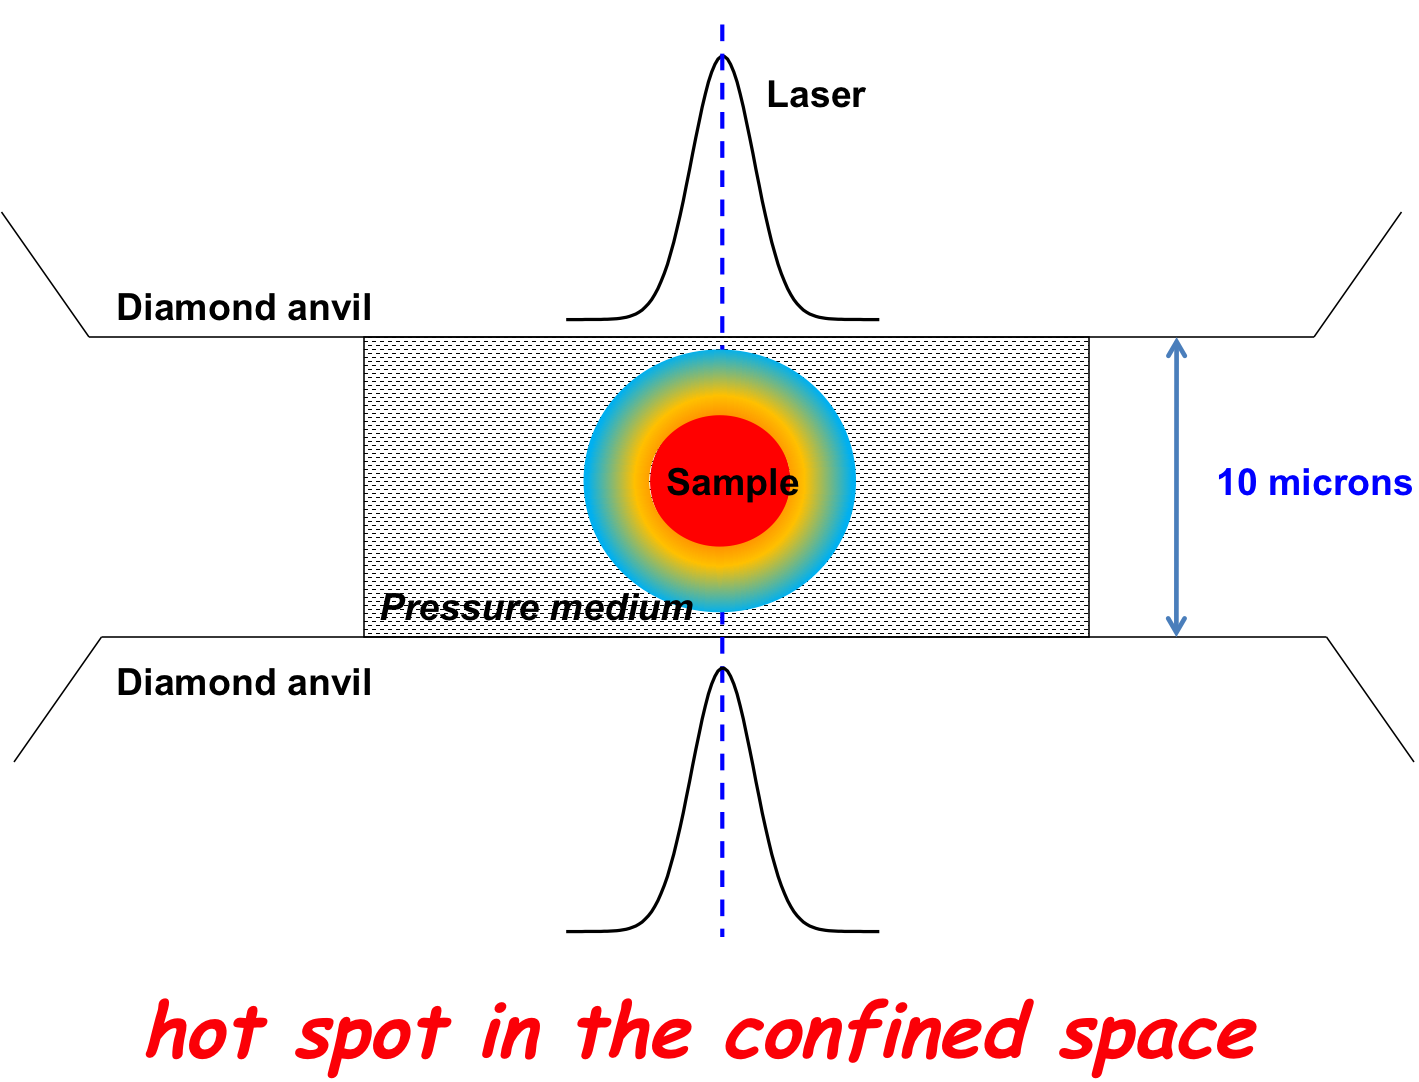 Laser
Diamond anvil
Sample
10 microns
Pressure medium
Diamond anvil
hot spot in the confined space